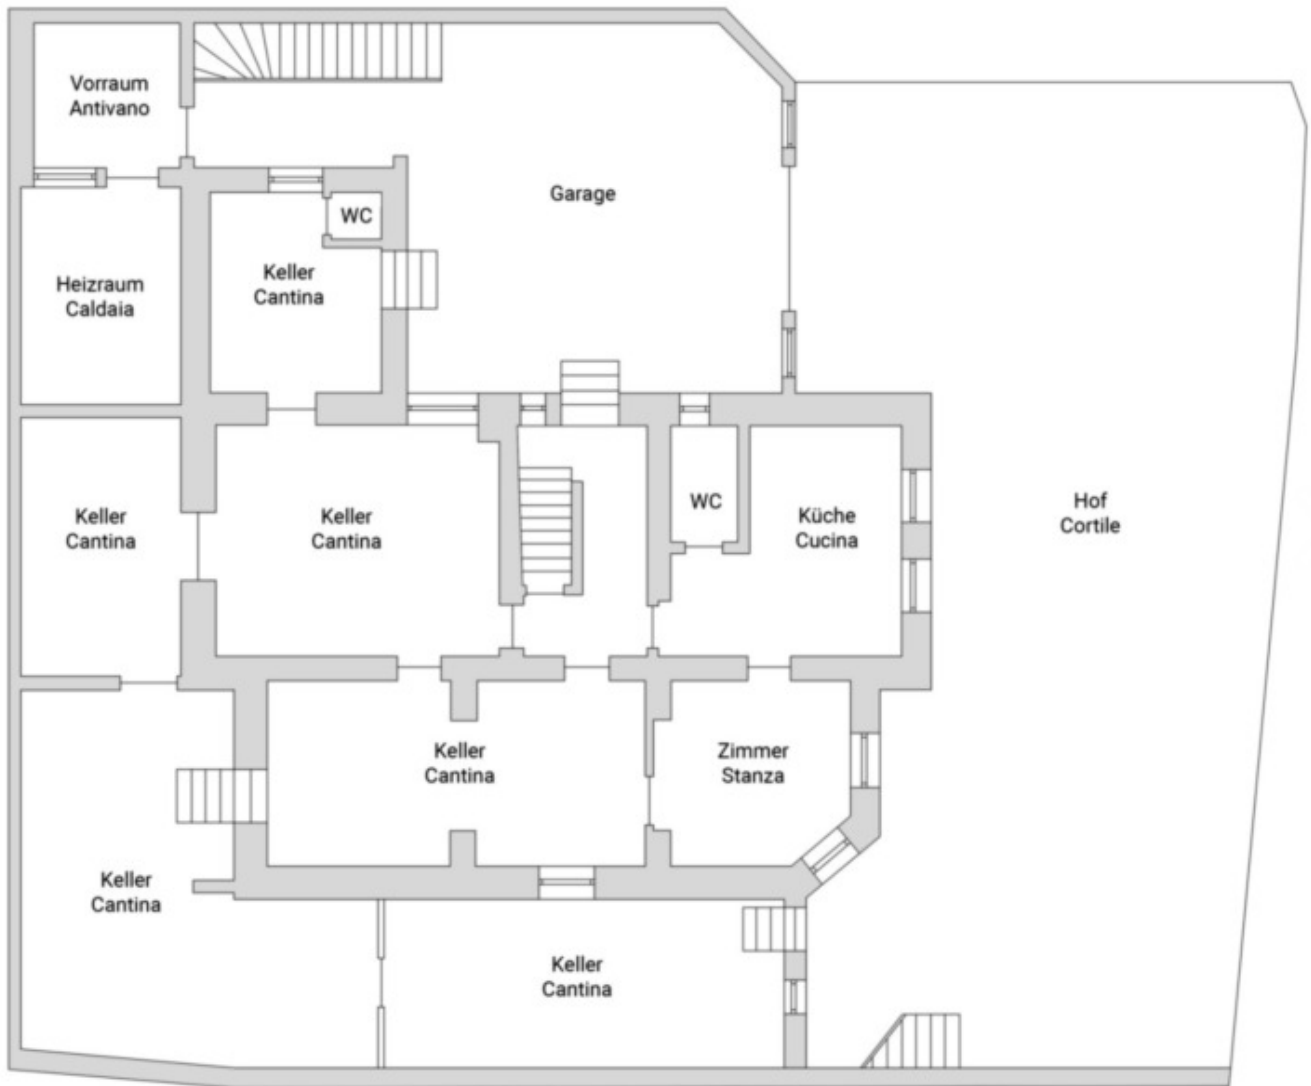 Vorraum
Antivano
Garage
WC
Keller
Cantina
Heizraum
Caldaia
Keller
Cantina
Keller
Cantina
WC
Küche
Cucina
Hof
Cortile
Keller
Cantina
Zimmer
Stanza
Keller
Cantina
Keller
Cantina